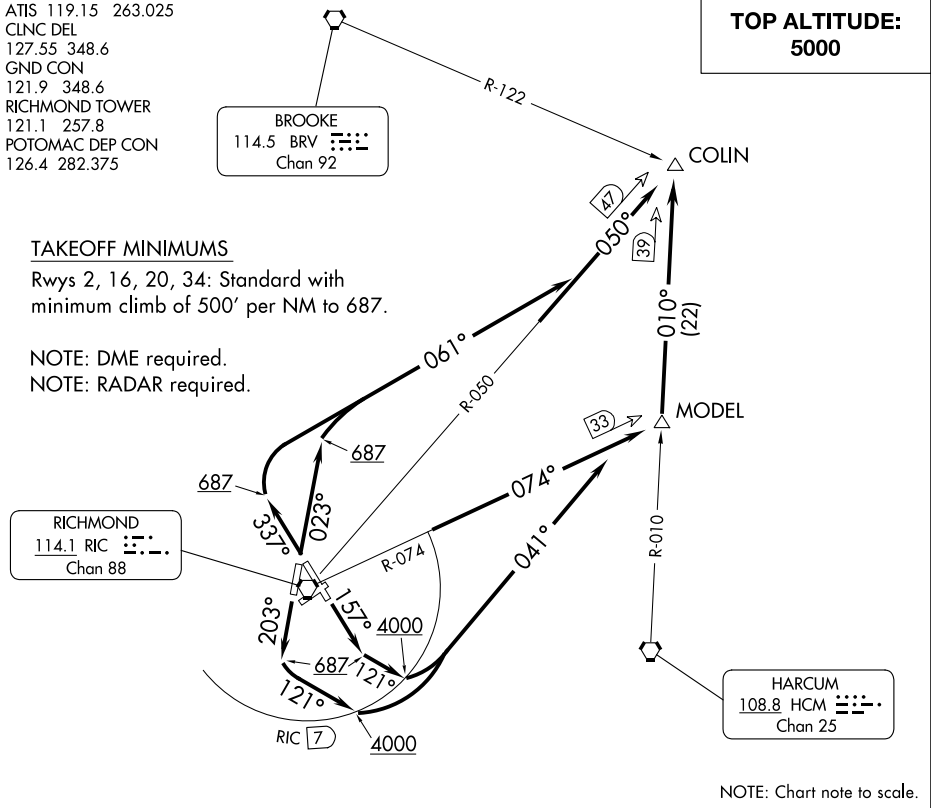 ATIS 119.15 263.025
CLNC DEL
127.55 348.6
GND CON
121.9 348.6
RICHMOND TOWER
121.1 257.8
POTOMAC DEP CON
126.4 282.375
TOP ALTITUDE:
5000
BROOKE
114.5 BRV
Chan 92
R-122
COLIN
47
050°
39
TAKEOFF MINIMUMS
Rwys 2, 16, 20, 34: Standard with
minimum climb of 500' per NM to 687.
NOTE: DME required.
NOTE: RADAR required.
061°
010°
(22)
R-050
MODEL
33
687
687
074°
023°
337°
RICHMOND
114.1 RIC
Chan 88
R-074
041°
R-010
203°
157°
4000
687
121°
121°
RIC 7
4000
HARCUM
108.8 HCM
Chan 25
NOTE: Chart note to scale.